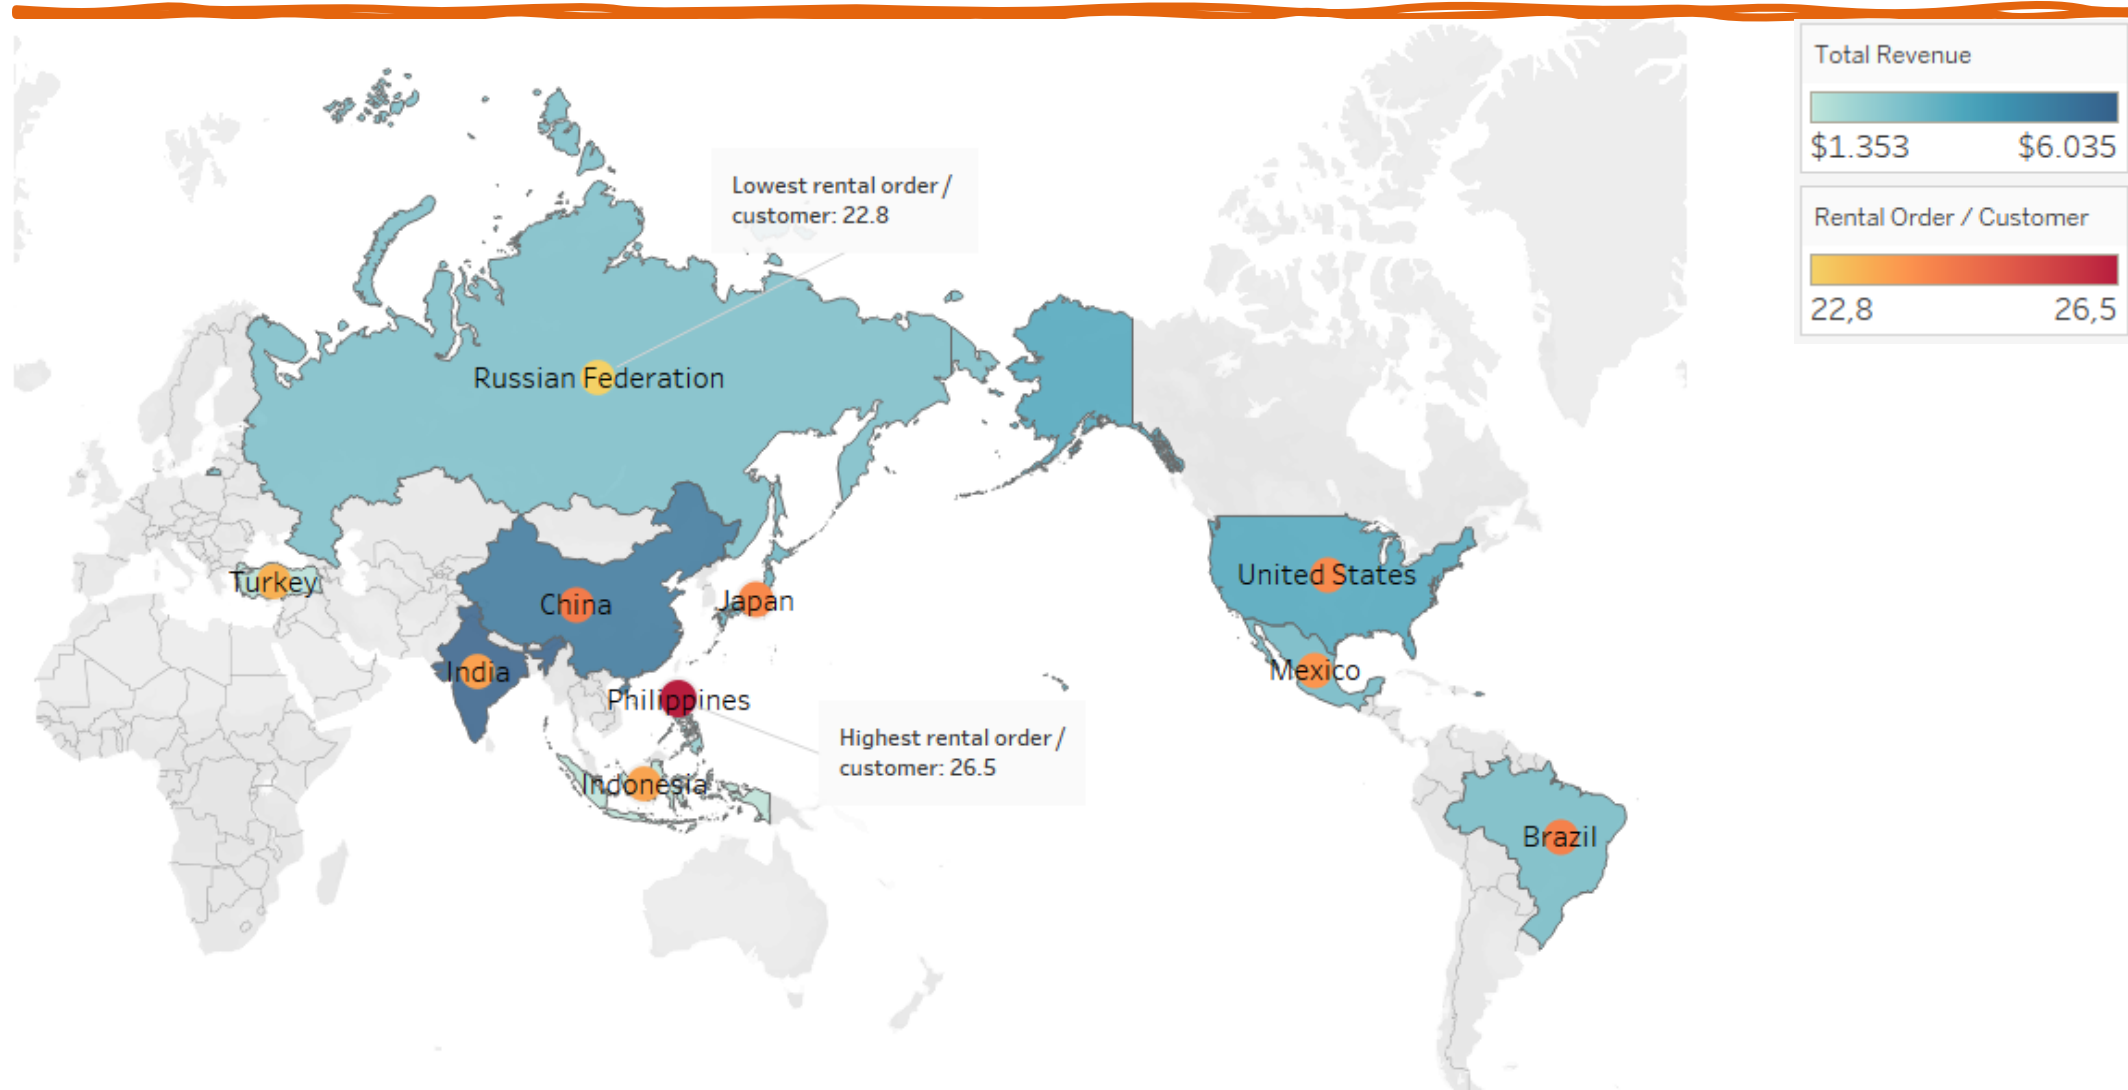 Total Revenue
$1.353 $6.035
Rental Order / Customer
22,8 26,5
Lowest rental order /
customer: 22.8
Russian Federation
Turkey
China
Japan
India
Philippines
Indonesia
Highest rental order /
customer: 26.5
United States
Mexico
Brazil